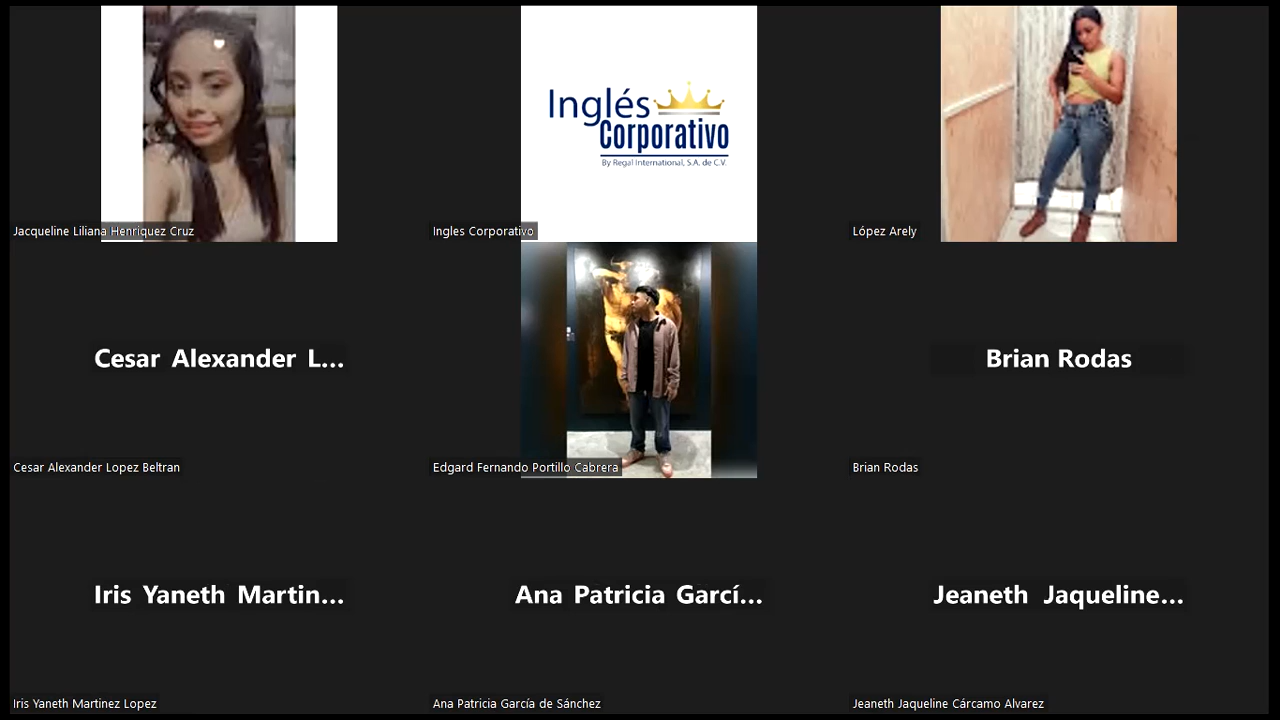 Inglés
Corporativo
By Regal International, S.A. de C.V.
Jacqueline Liliana Henriquez Cruz
Ingles Corporativo
López Arely
Cesar Alexander L...
Brian Rodas
Cesar Alexander Lopez Beltran
Edgard Fernando Portillo Cabrera
Brian Rodas
Iris Yaneth Martin...
Ana Patricia Garcí...
Jeaneth Jaqueline...
Iris Yaneth Martinez Lopez
Ana Patricia García de Sánchez
Jeaneth Jaqueline Cárcamo Alvarez